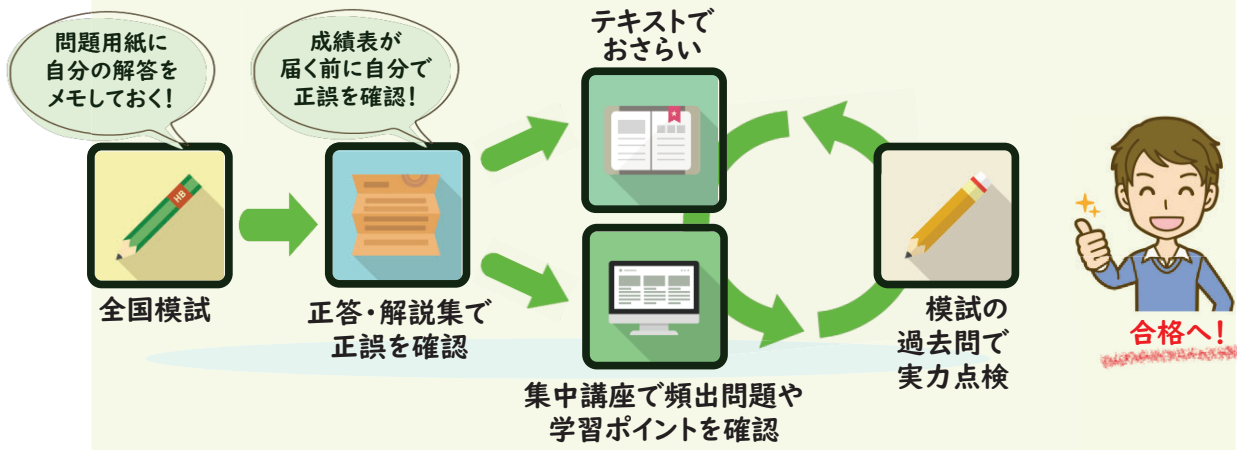 問題用紙に
自分の解答を
メモしておく!
成績表が
届く前に自分で
正誤を確認!
テキストで
おさらい
HB
全国模試
正答・解説集で
正誤を確認
集中講座で頻出問題や
学習ポイントを確認
模試の
過去問で
実力点検
合格へ!